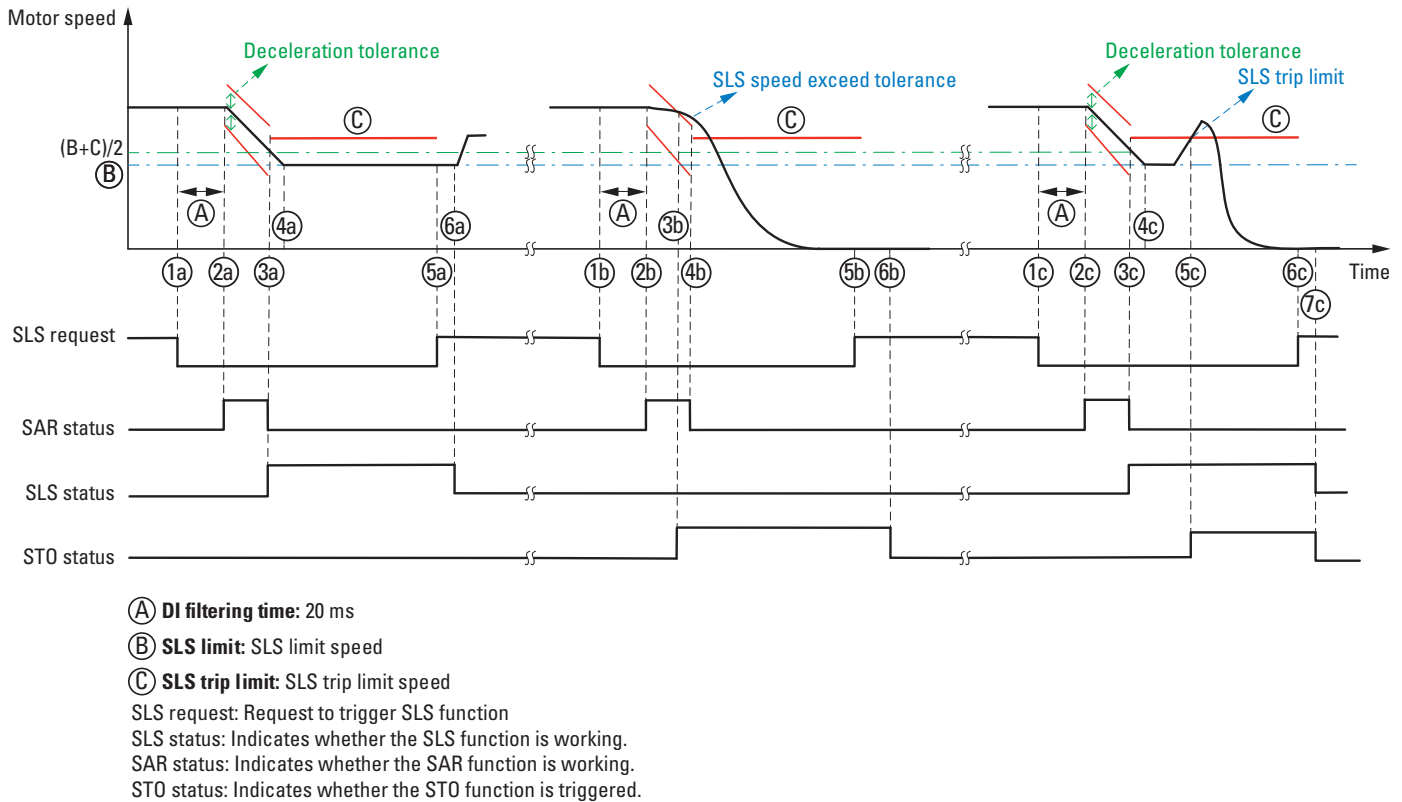 Motor speed
Deceleration tolerance
SLS speed exceed tolerance
Deceleration tolerance
SLS trip limit
C
C
C
(B+C)/2
B
A
4a
6a
A
3b
A
4c
1a
2a
3a
5a
1b
2b
4b
5b
6b
1c
2c
3c
5c
6c
Time
7c
SLS request
SAR status
SLS status
STO status
A DI filtering time: 20 ms
B SLS limit: SLS limit speed
C SLS trip limit: SLS trip limit speed
SLS request: Request to trigger SLS function
SLS status: Indicates whether the SLS function is working.
SAR status: Indicates whether the SAR function is working.
STO status: Indicates whether the STO function is triggered.